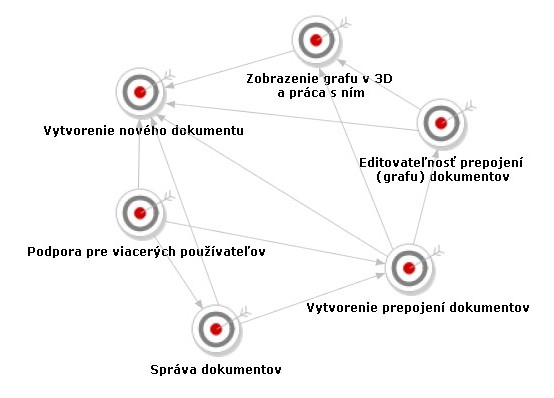 Zobrazenie grafu v 3D
a práca s ním
Vytvorenie nového dokumentu
Editovateľnosť prepojení
(grafu) dokumentov
Podpora pre viacerých používateľov
Vytvorenie prepojení dokumentov
Správa dokumentov